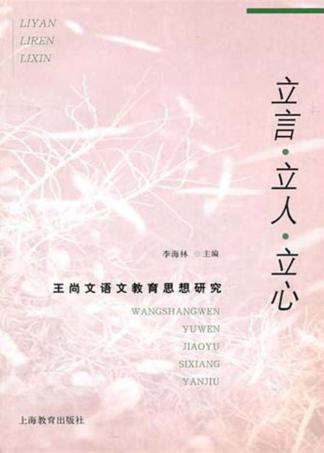 LIYAN
LIREN
LIXIN
立言·立人·立心
李海林 主编
王尚文语文教育思想研究
WANGSHANGWEN
YUWEN
JIAOYU
SIXIANG
YANJIU
上海教育出版社